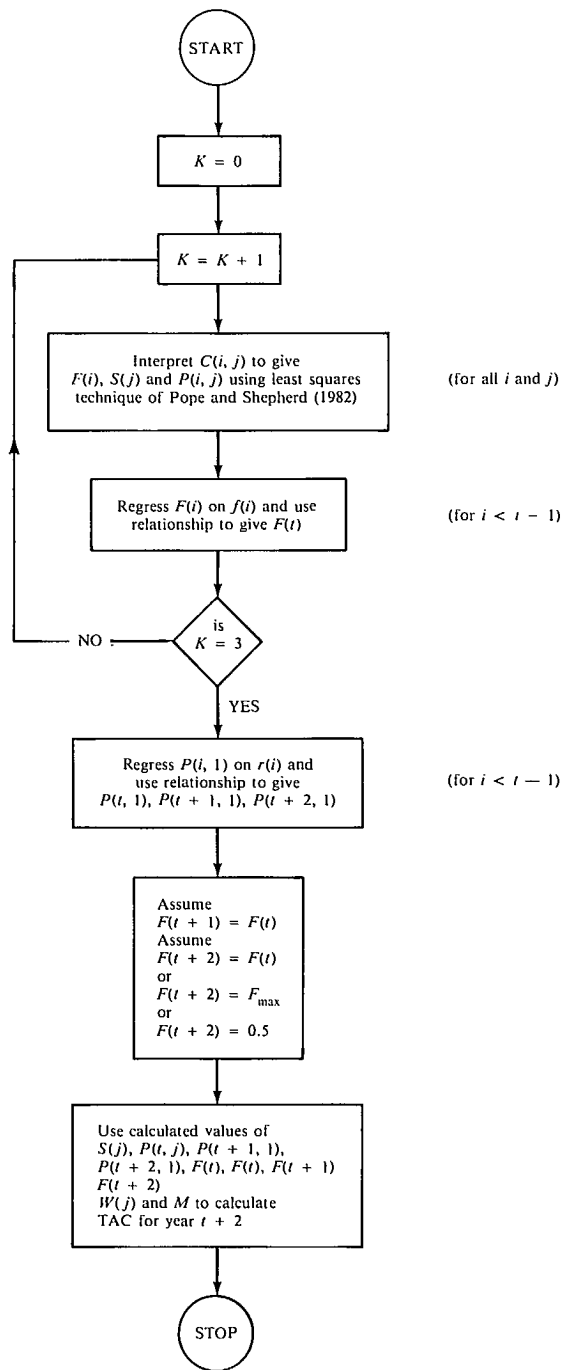 START
K = 0
K = K + 1
Interpret C(i, j) to give
F(i), S(j) and P(i, j) using least squares
technique of Pope and Shepherd (1982)
(for all i and j)
Regress F(i) on f(i) and use
relationship to give F(t)
(for i < t − 1)
is
K = 3
NO
YES
Regress P(i, 1) on r(i) and
use relationship to give
P(t, 1), P(t + 1, 1), P(t + 2, 1)
(for i < t − 1)
Assume
F(t + 1) = F(t)
Assume
F(t + 2) = F(t)
or
F(t + 2) = Fmax
or
F(t + 2) = 0.5
Use calculated values of
S(j), P(t, j), P(t + 1, 1),
P(t + 2, 1), F(t), F(t), F(t + 1)
F(t + 2)
W(j) and M to calculate
TAC for year t + 2
STOP